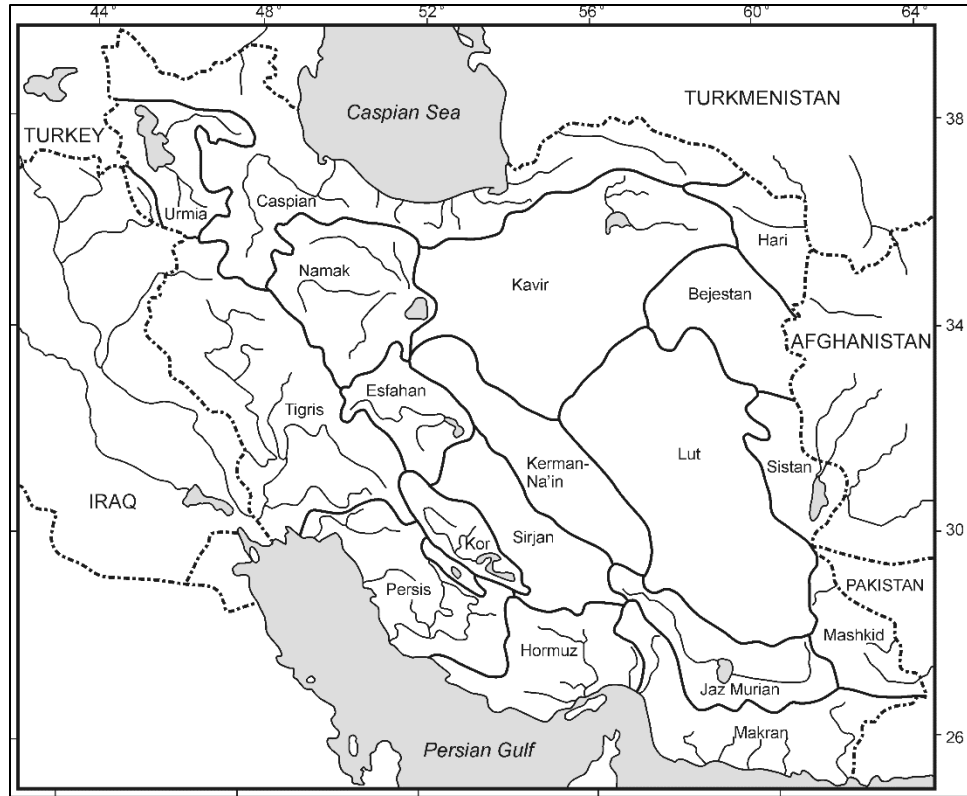 44° 48° 52° 56° 60° 64°
Caspian Sea
TURKMENISTAN
38
TURKEY
Caspian
Urmia
Hari
Namak
Kavir
Bejestan
34
AFGHANISTAN
Esfahan
Tigris
Lut
Kerman-
Na'in
Sistan
IRAQ
30
Sirjan
Kor
PAKISTAN
Persis
Mashkid
Hormuz
Jaz Murian
Makran
26
Persian Gulf